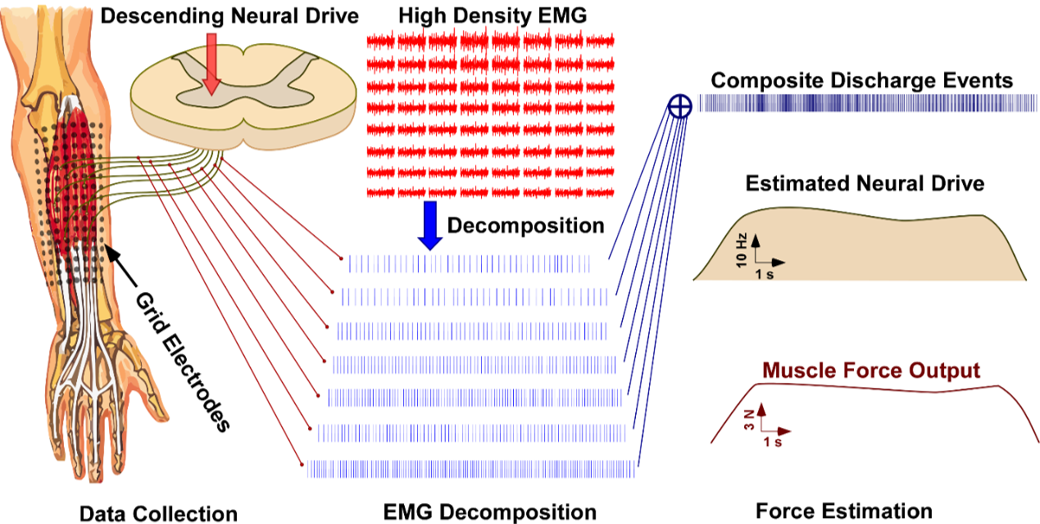 Descending Neural Drive
High Density EMG
Composite Discharge Events
Estimated Neural Drive
Decomposition
10 Hz
1 s
Grid Electrodes
Muscle Force Output
3 N
1 s
Data Collection
EMG Decomposition
Force Estimation